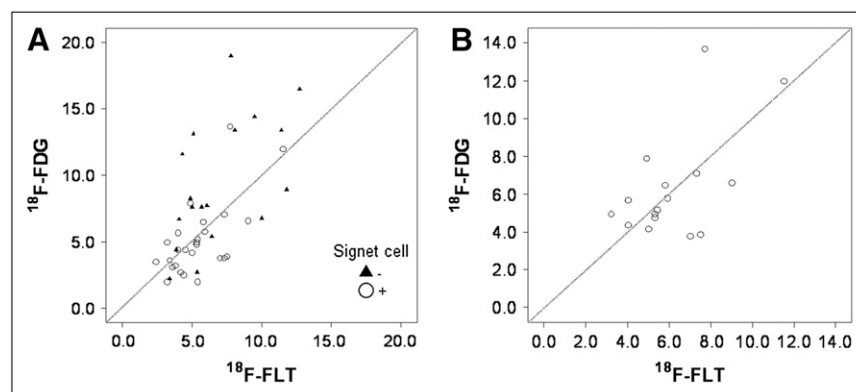 A
20.0
15.0
10.0
5.0
0.0
¹⁸F-FDG
Signet cell
▲ -
○ +
0.0 5.0 10.0 15.0 20.0
¹⁸F-FLT
B
14.0
12.0
10.0
8.0
6.0
4.0
2.0
0.0
¹⁸F-FDG
0.0 2.0 4.0 6.0 8.0 10.0 12.0 14.0
¹⁸F-FLT